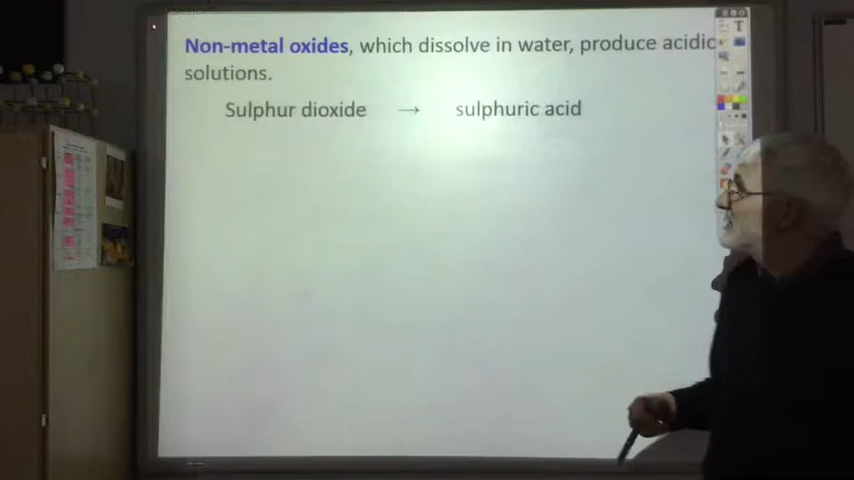 Non-metal oxides, which dissolve in water, produce acidic
solutions.
Sulphur dioxide → sulphuric acid